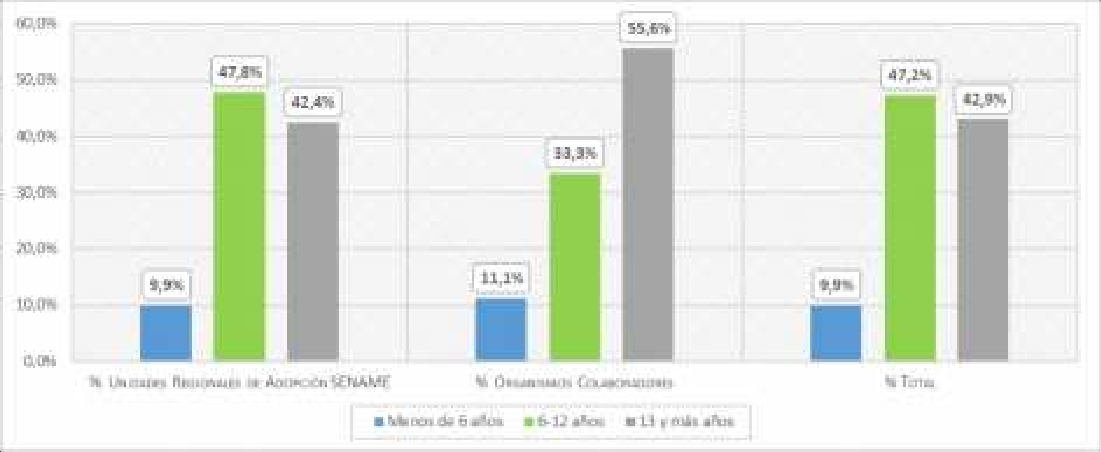 60,0%
50,0%
40,0%
30,0%
20,0%
10,0%
0,0%
9,9%
47,8%
42,4%
11,1%
33,3%
55,6%
9,9%
47,2%
42,9%
% Unidades Regionales de Adopción SENAME
% Organismos Colaboradores
% Total
Menos de 6 años
6-12 años
13 y más años